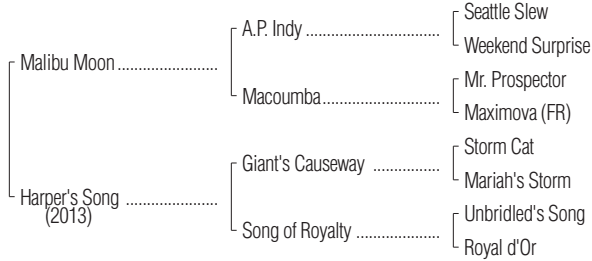 Seattle Slew
A.P. Indy
Weekend Surprise
Malibu Moon
Mr. Prospector
Macoumba
Maximova (FR)
Storm Cat
Giant's Causeway
Mariah's Storm
Harper's Song
(2013)
Unbridled's Song
Song of Royalty
Royal d'Or